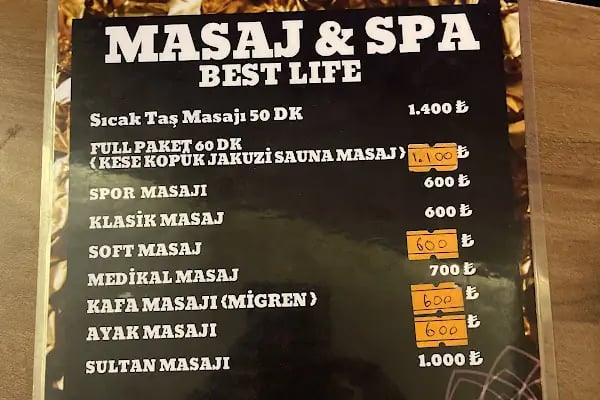 MASAJ & SPA
BEST LIFE
Sıcak Taş Masajı 50 DK 1.400 ₺
FULL PAKET 60 DK
(KESE KÖPÜK JAKUZİ SAUNA MASAJ) 1.100 ₺
SPOR MASAJI 600 ₺
KLASİK MASAJ 600 ₺
SOFT MASAJ 600 ₺
MEDİKAL MASAJ 700 ₺
KAFA MASAJI (MİGREN) 600 ₺
AYAK MASAJI 600 ₺
SULTAN MASAJI 1.000 ₺